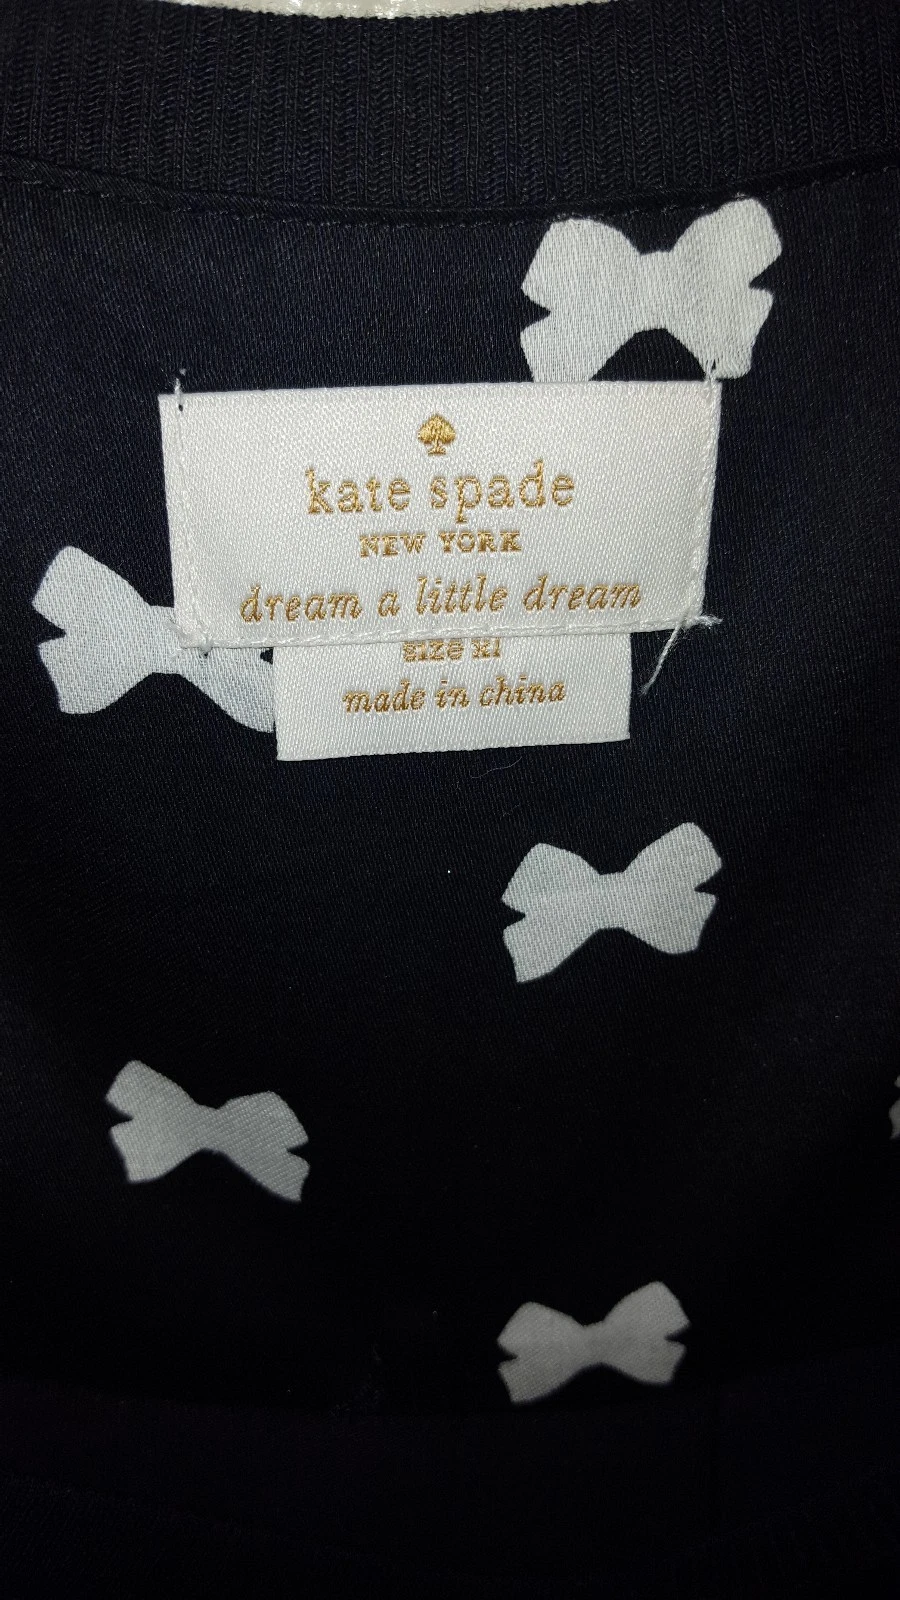 kate spade
NEW YORK
dream a little dream
size xl
made in china